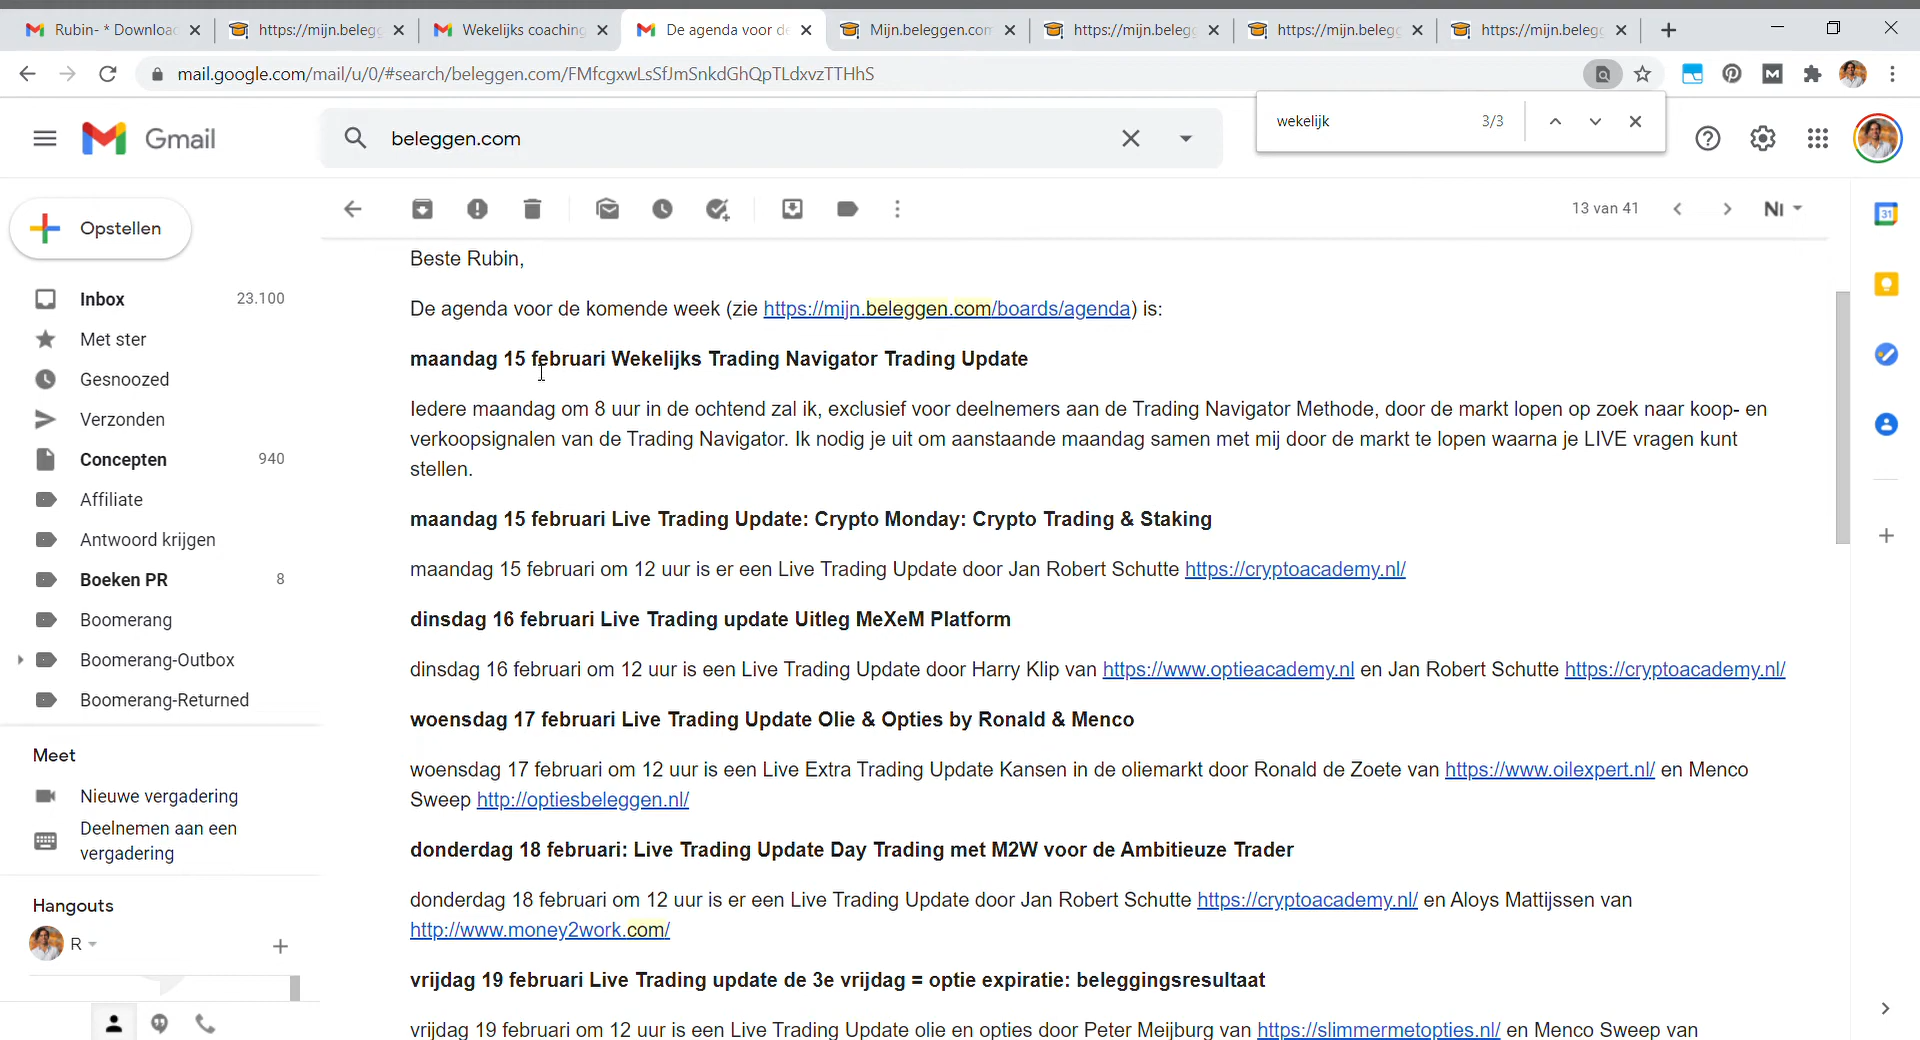 Rubin- * Downloac
https://mijn.beleg
Wekelijks coaching
De agenda voor de
Mijn.beleggen.com
https://mijn.beleg
https://mijn.beleg
https://mijn.beleg
mail.google.com/mail/u/0/#search/beleggen.com/FMfcgxwLsSfJmSnkdGhQpTLdxvzTTHhS
wekelijk 3/3
Gmail
beleggen.com
Opstellen
13 van 41
Nl
Inbox 23.100
Met ster
Gesnoozed
Verzonden
Concepten 940
Affiliate
Antwoord krijgen
Boeken PR 8
Boomerang
Boomerang-Outbox
Boomerang-Returned
Meet
Nieuwe vergadering
Deelnemen aan een
vergadering
Hangouts
R
Beste Rubin,
De agenda voor de komende week (zie https://mijn.beleggen.com/boards/agenda) is:
maandag 15 februari Wekelijks Trading Navigator Trading Update
Iedere maandag om 8 uur in de ochtend zal ik, exclusief voor deelnemers aan de Trading Navigator Methode, door de markt lopen op zoek naar koop- en
verkoopsignalen van de Trading Navigator. Ik nodig je uit om aanstaande maandag samen met mij door de markt te lopen waarna je LIVE vragen kunt
stellen.
maandag 15 februari Live Trading Update: Crypto Monday: Crypto Trading & Staking
maandag 15 februari om 12 uur is er een Live Trading Update door Jan Robert Schutte https://cryptoacademy.nl/
dinsdag 16 februari Live Trading update Uitleg MeXeM Platform
dinsdag 16 februari om 12 uur is een Live Trading Update door Harry Klip van https://www.optieacademy.nl en Jan Robert Schutte https://cryptoacademy.nl/
woensdag 17 februari Live Trading Update Olie & Opties by Ronald & Menco
woensdag 17 februari om 12 uur is een Live Extra Trading Update Kansen in de oliemarkt door Ronald de Zoete van https://www.oilexpert.nl/ en Menco
Sweep http://optiesbeleggen.nl/
donderdag 18 februari: Live Trading Update Day Trading met M2W voor de Ambitieuze Trader
donderdag 18 februari om 12 uur is er een Live Trading Update door Jan Robert Schutte https://cryptoacademy.nl/ en Aloys Mattijssen van
http://www.money2work.com/
vrijdag 19 februari Live Trading update de 3e vrijdag = optie expiratie: beleggingsresultaat
vrijdag 19 februari om 12 uur is een Live Trading Update olie en opties door Peter Meijburg van https://slimmermetopties.nl/ en Menco Sweep van
31